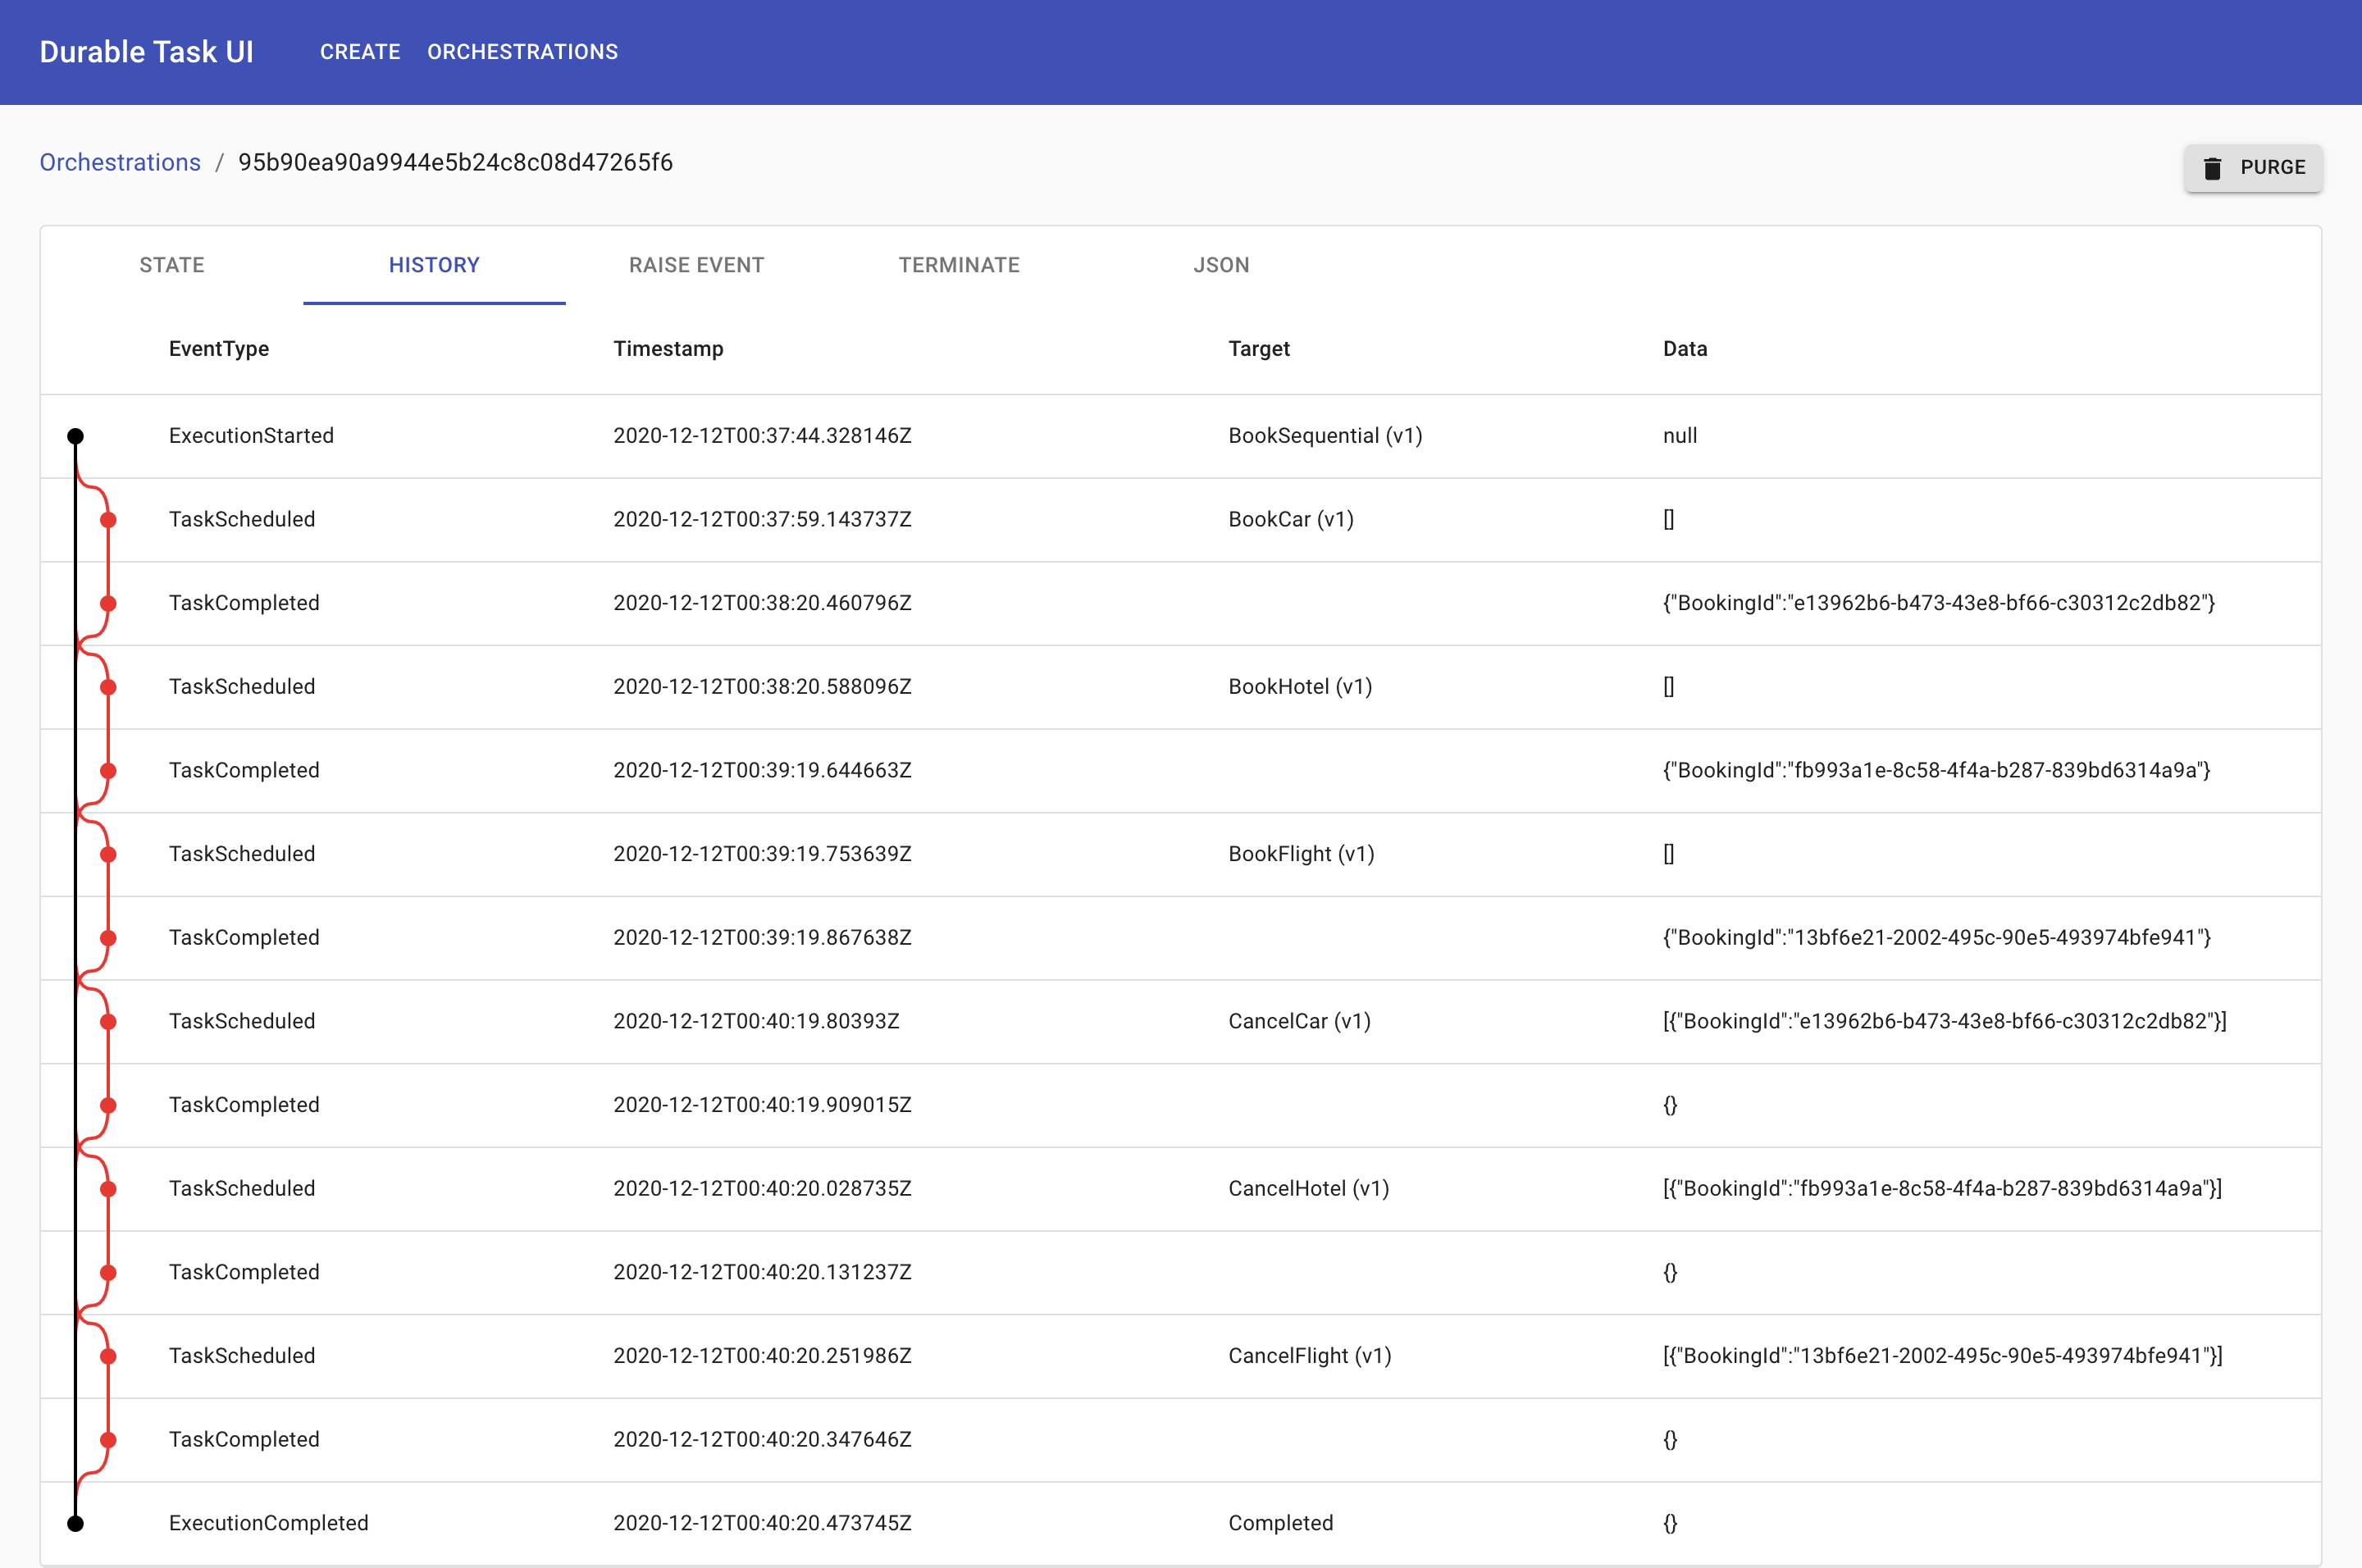 Durable Task UI CREATE ORCHESTRATIONS
Orchestrations / 95b90ea90a9944e5b24c8c08d47265f6 PURGE
STATE HISTORY RAISE EVENT TERMINATE JSON
EventType Timestamp Target Data
ExecutionStarted 2020-12-12T00:37:44.328146Z BookSequential (v1) null
TaskScheduled 2020-12-12T00:37:59.143737Z BookCar (v1) []
TaskCompleted 2020-12-12T00:38:20.460796Z {"BookingId":"e13962b6-b473-43e8-bf66-c30312c2db82"}
TaskScheduled 2020-12-12T00:38:20.588096Z BookHotel (v1) []
TaskCompleted 2020-12-12T00:39:19.644663Z {"BookingId":"fb993a1e-8c58-4f4a-b287-839bd6314a9a"}
TaskScheduled 2020-12-12T00:39:19.753639Z BookFlight (v1) []
TaskCompleted 2020-12-12T00:39:19.867638Z {"BookingId":"13bf6e21-2002-495c-90e5-493974bfe941"}
TaskScheduled 2020-12-12T00:40:19.80393Z CancelCar (v1) [{"BookingId":"e13962b6-b473-43e8-bf66-c30312c2db82"}]
TaskCompleted 2020-12-12T00:40:19.909015Z {}
TaskScheduled 2020-12-12T00:40:20.028735Z CancelHotel (v1) [{"BookingId":"fb993a1e-8c58-4f4a-b287-839bd6314a9a"}]
TaskCompleted 2020-12-12T00:40:20.131237Z {}
TaskScheduled 2020-12-12T00:40:20.251986Z CancelFlight (v1) [{"BookingId":"13bf6e21-2002-495c-90e5-493974bfe941"}]
TaskCompleted 2020-12-12T00:40:20.347646Z {}
ExecutionCompleted 2020-12-12T00:40:20.473745Z Completed {}